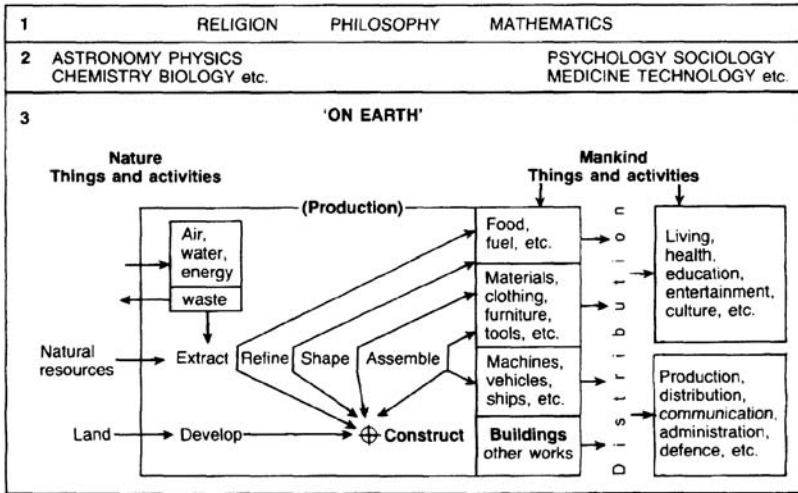 1 RELIGION PHILOSOPHY MATHEMATICS
2 ASTRONOMY PHYSICS
CHEMISTRY BIOLOGY etc.
PSYCHOLOGY SOCIOLOGY
MEDICINE TECHNOLOGY etc.
3 'ON EARTH'
Nature
Things and activities
Mankind
Things and activities
(Production)
Air,
water,
energy
waste
Natural
resources
Extract Refine Shape Assemble
Land Develop Construct
Food,
fuel, etc.
Materials,
clothing,
furniture,
tools, etc.
Machines,
vehicles,
ships, etc.
Buildings
other works
Distribution
Living,
health,
education,
entertainment,
culture, etc.
Production,
distribution,
communication,
administration,
defence, etc.